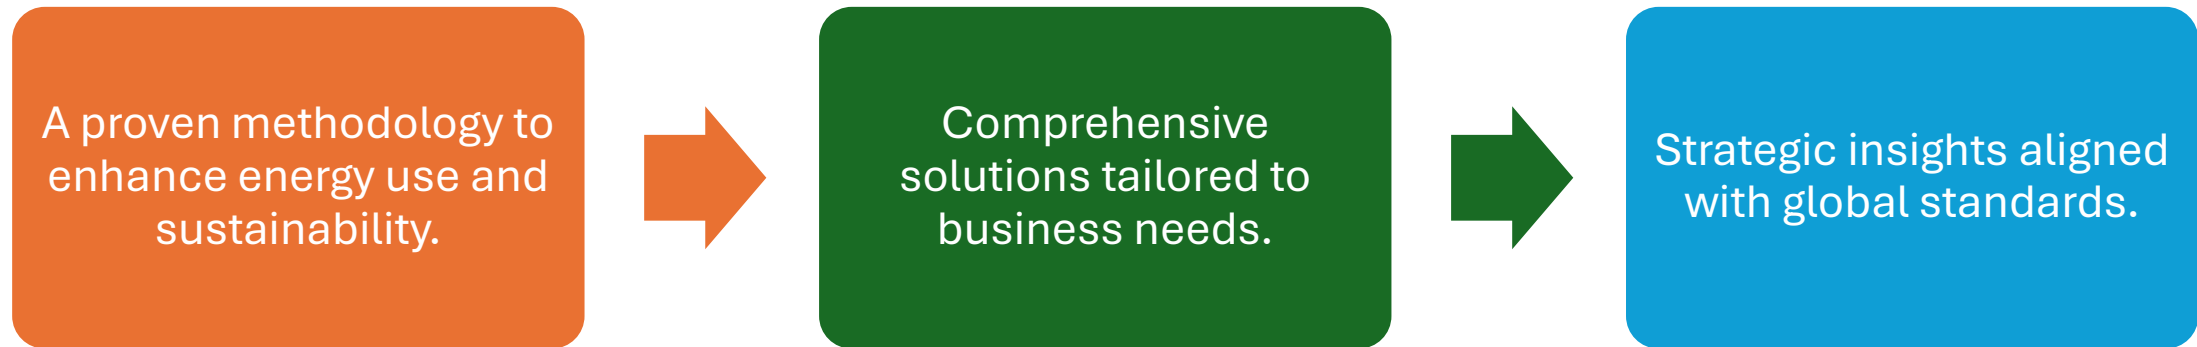 A proven methodology to
enhance energy use and
sustainability.
Comprehensive
solutions tailored to
business needs.
Strategic insights aligned
with global standards.